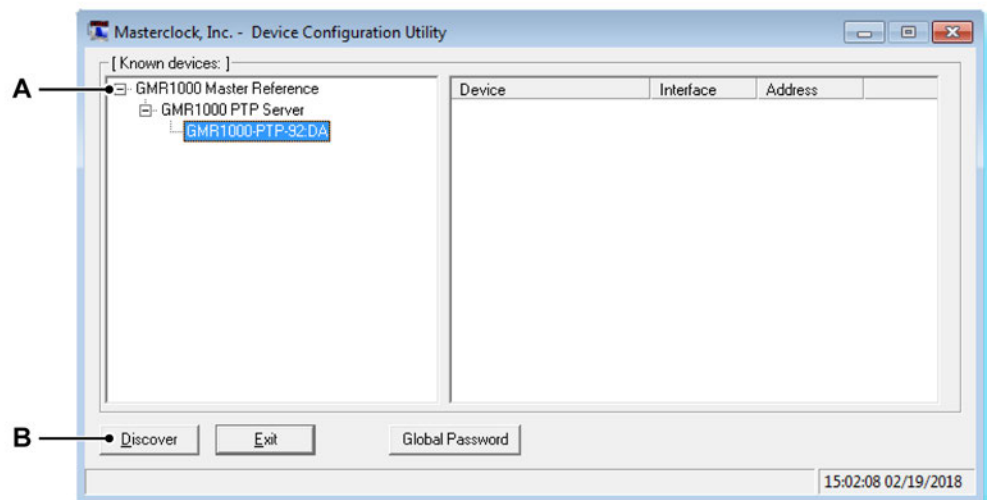 Masterclock, Inc. - Device Configuration Utility
[ Known devices: ]
A
GMR1000 Master Reference
GMR1000 PTP Server
GMR1000-PTP-92:DA
Device Interface Address
B
Discover Exit Global Password
15:02:08 02/19/2018